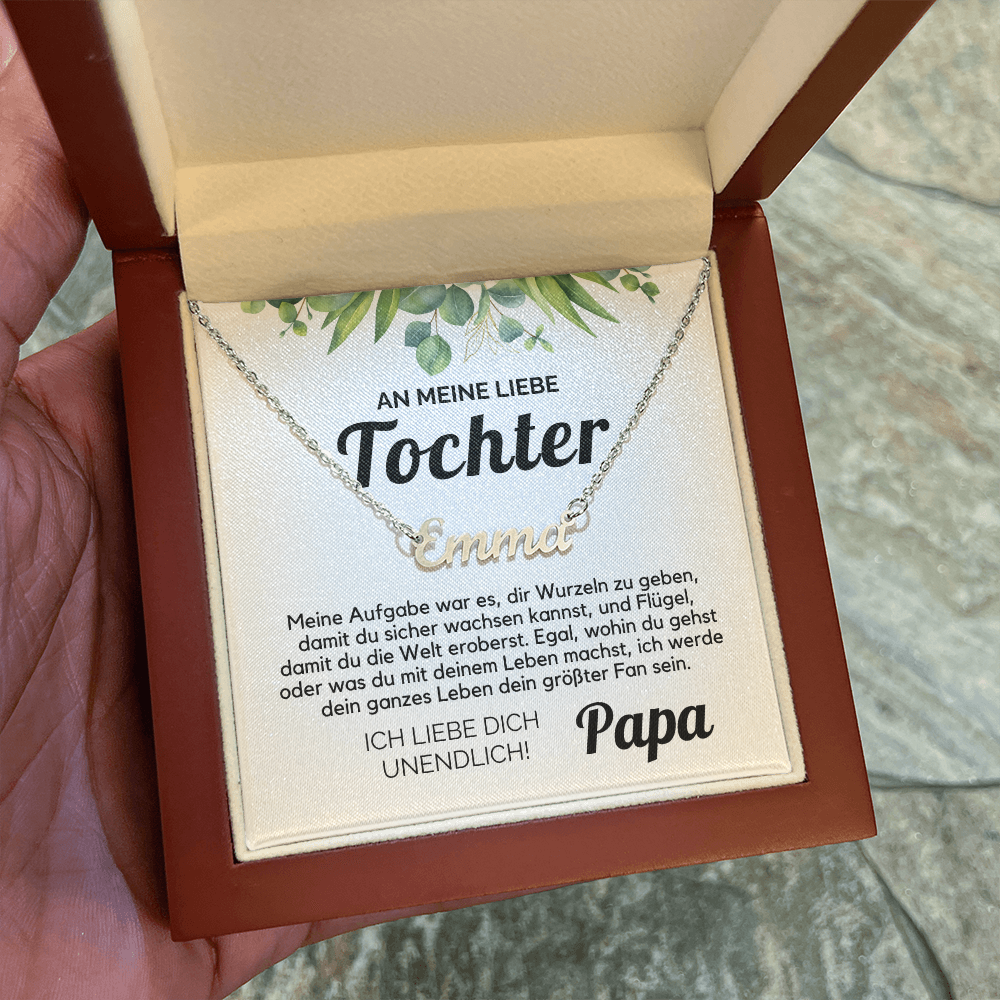 AN MEINE LIEBE
Tochter
Emma
Meine Aufgabe war es, dir Wurzeln zu geben,
damit du sicher wachsen kannst, und Flügel,
damit du die Welt eroberst. Egal, wohin du gehst
oder was du mit deinem Leben machst, ich werde
dein ganzes Leben dein größter Fan sein.
ICH LIEBE DICH
UNENDLICH!
Papa